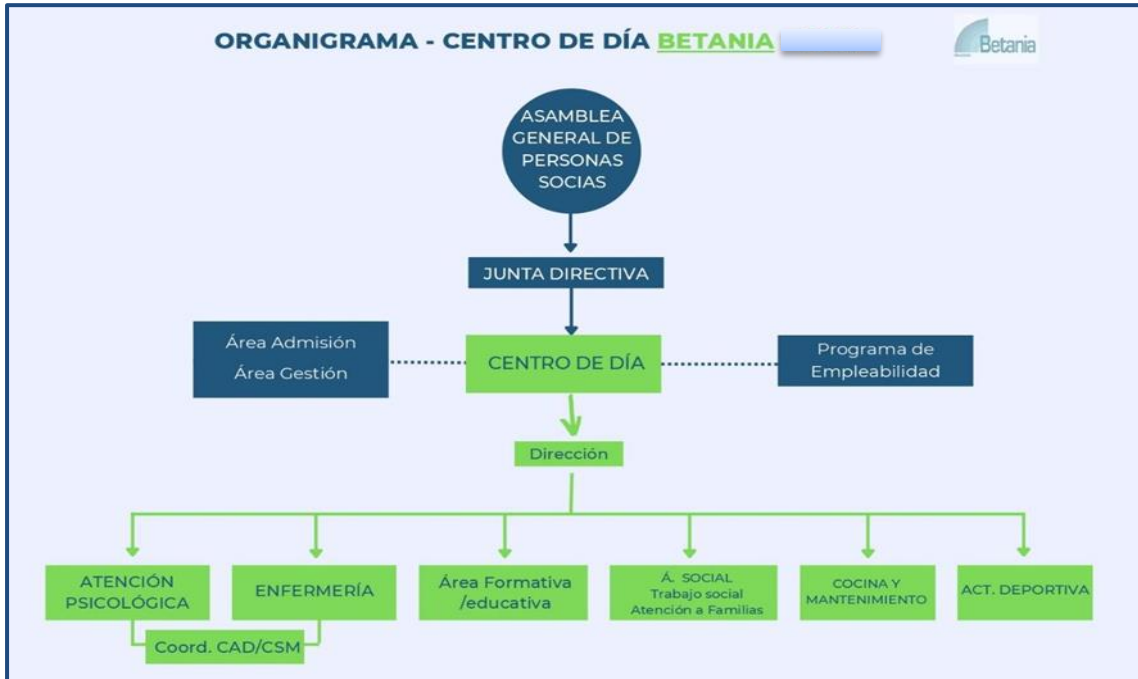 ORGANIGRAMA - CENTRO DE DÍA BETANIA
Betania
ASAMBLEA
GENERAL DE
PERSONAS
SOCIAS
JUNTA DIRECTIVA
Área Admisión
Área Gestión
CENTRO DE DÍA
Programa de
Empleabilidad
Dirección
ATENCIÓN
PSICOLÓGICA
ENFERMERÍA
Área Formativa
/educativa
Á. SOCIAL
Trabajo social
Atención a Familias
COCINA Y
MANTENIMIENTO
ACT. DEPORTIVA
Coord. CAD/CSM